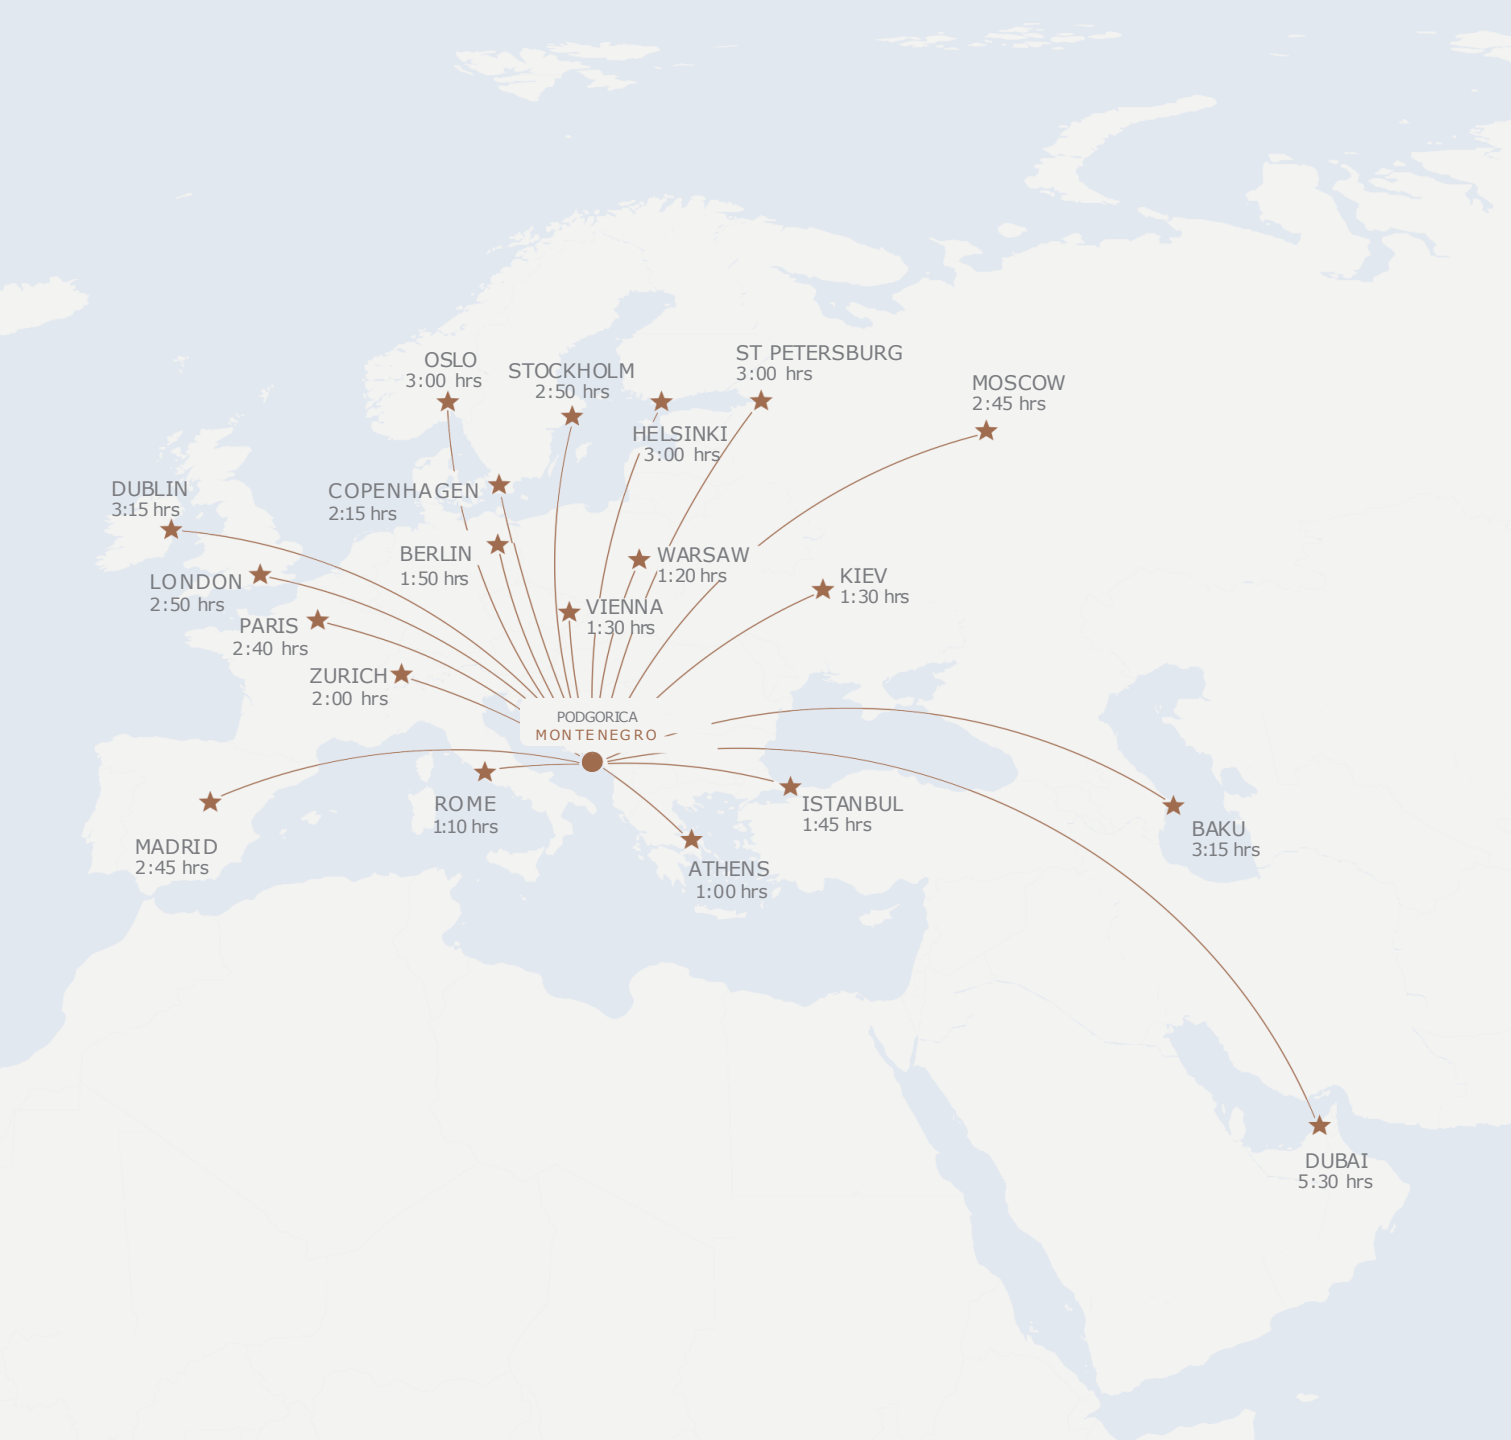 OSLO
3:00 hrs
STOCKHOLM
2:50 hrs
ST PETERSBURG
3:00 hrs
MOSCOW
2:45 hrs
HELSINKI
3:00 hrs
DUBLIN
3:15 hrs
COPENHAGEN
2:15 hrs
BERLIN
1:50 hrs
WARSAW
1:20 hrs
KIEV
1:30 hrs
LONDON
2:50 hrs
VIENNA
1:30 hrs
PARIS
2:40 hrs
ZURICH
2:00 hrs
PODGORICA
MONTENEGRO
ROME
1:10 hrs
ISTANBUL
1:45 hrs
BAKU
3:15 hrs
MADRID
2:45 hrs
ATHENS
1:00 hrs
DUBAI
5:30 hrs